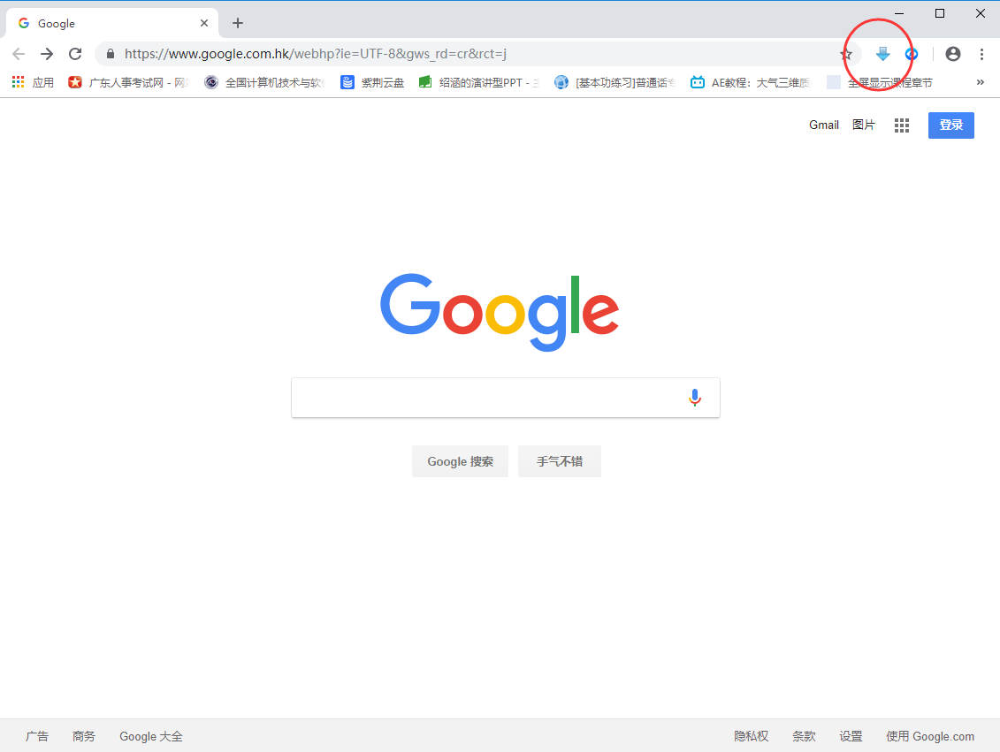 Google
https://www.google.com.hk/webhp?ie=UTF-8&gws_rd=cr&rct=j
应用 广东人事考试网 - 网 全国计算机技术与软 紫荆云盘 绍涵的演讲型PPT - [基本功练习]普通话专 AE教程：大气三维质 全屏显示课程章节 »
Gmail 图片 登录
Google
Google 搜索 手气不错
广告 商务 Google 大全 隐私权 条款 设置 使用 Google.com